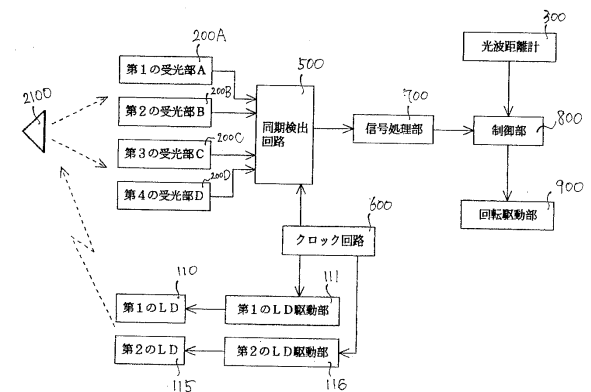 300
光波距離計
200A
第1の受光部A
500
2100
200B
第2の受光部B
700
同期検出
回路
信号処理部
制御部
800
200C
第3の受光部C
200D
第4の受光部D
900
600
回転駆動部
クロック回路
110
111
第1のLD
第1のLD駆動部
第2のLD
第2のLD駆動部
115
116